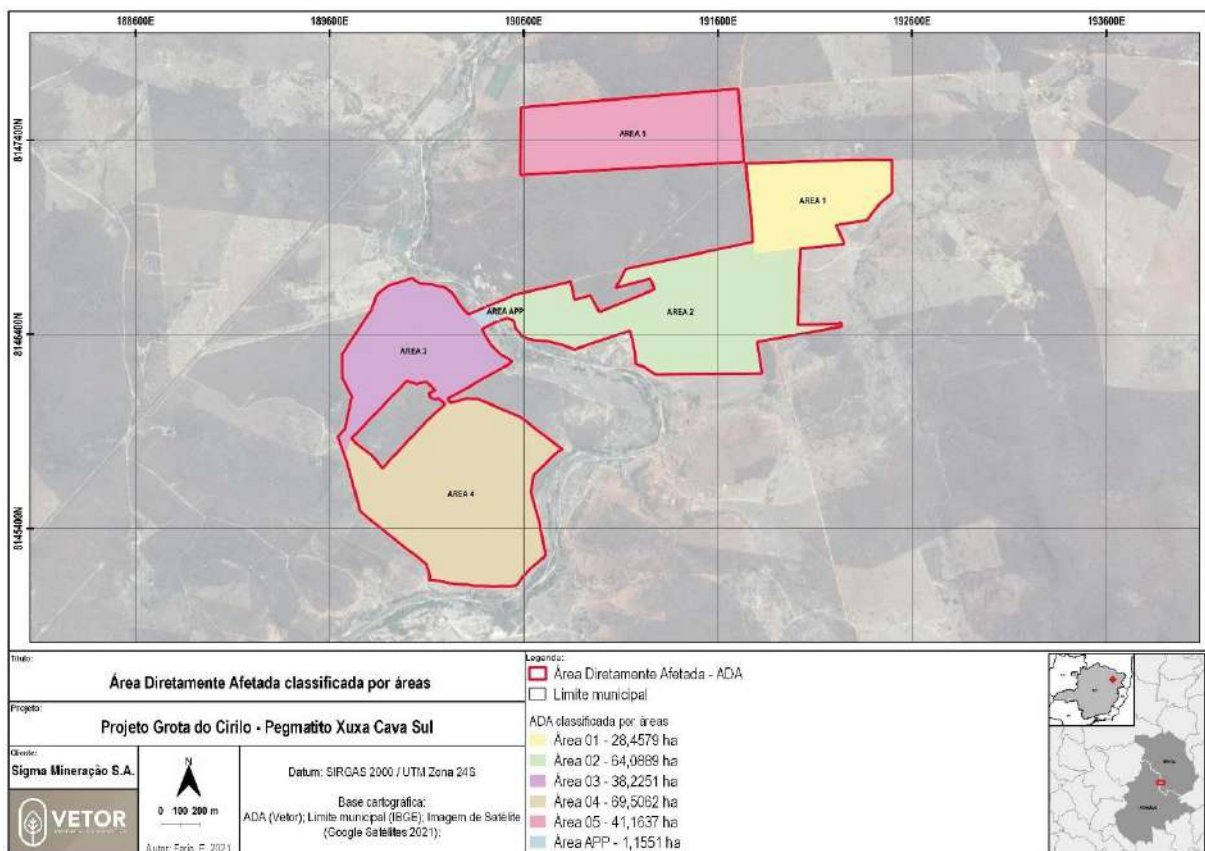 188600E 189600E 190600E 191600E 192600E 193600E
8147400N
8146400N
8145400N
AREA 5
AREA 1
AREA APP
AREA 2
AREA 3
AREA 4
Título:
Área Diretamente Afetada classificada por áreas
Projeto:
Projeto Grota do Cirilo - Pegmatito Xuxa Cava Sul
Cliente:
Sigma Mineração S.A.
VETOR
N
0 100 200 m
Autor: Faria, F. 2021
Datum: SIRGAS 2000 / UTM Zona 24S
Base cartográfica:
ADA (Vetor); Limite municipal (IBGE); Imagem de Satélite
(Google Satélites 2021);
Legenda:
Área Diretamente Afetada - ADA
Limite municipal
ADA classificada por áreas
Área 01 - 28,4579 ha
Área 02 - 64,0889 ha
Área 03 - 38,2251 ha
Área 04 - 69,5062 ha
Área 05 - 41,1637 ha
Área APP - 1,1551 ha